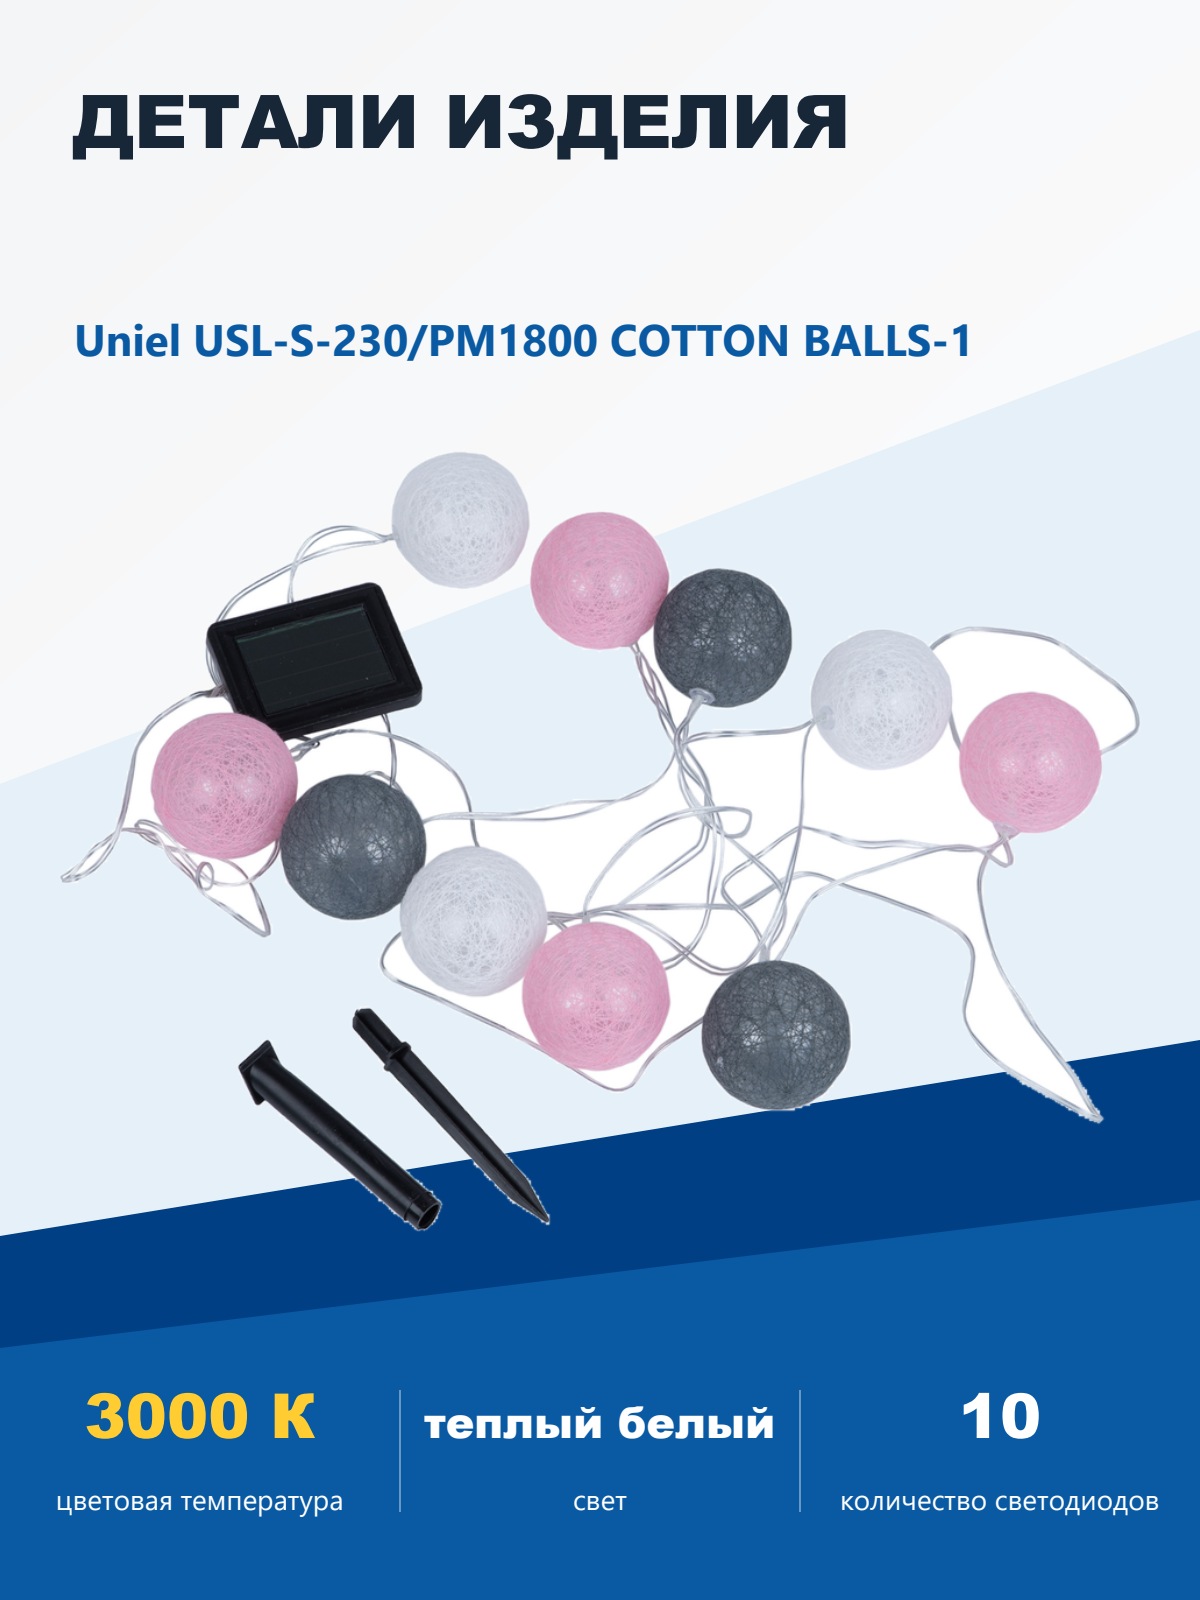 ДЕТАЛИ ИЗДЕЛИЯ
Uniel USL-S-230/PM1800 COTTON BALLS-1
3000 К
цветовая температура
теплый белый
свет
10
количество светодиодов